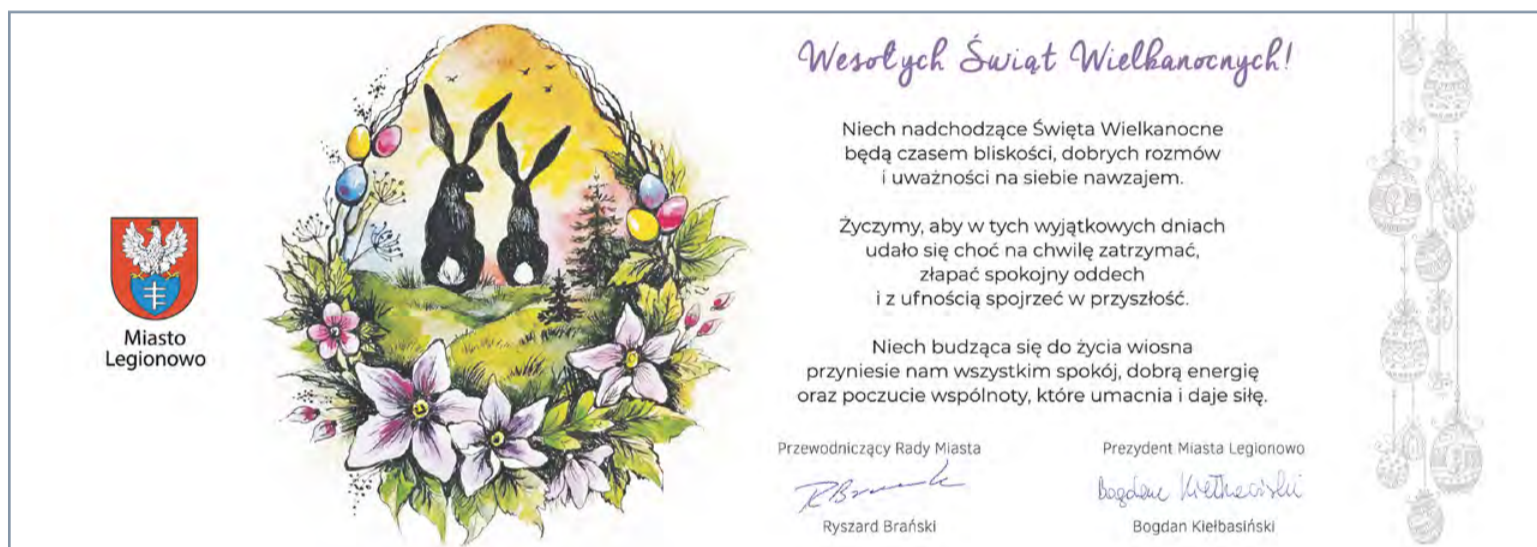 Miasto
Legionowo
Wesołych Świąt Wielkanocnych!
Niech nadchodzące Święta Wielkanocne
będą czasem bliskości, dobrych rozmów
i uważności na siebie nawzajem.
Życzymy, aby w tych wyjątkowych dniach
udało się choć na chwilę zatrzymać,
złapać spokojny oddech
i z ufnością spojrzeć w przyszłość.
Niech budząca się do życia wiosna
przyniesie nam wszystkim spokój, dobrą energię
oraz poczucie wspólnoty, które umacnia i daje siłę.
Przewodniczący Rady Miasta
Ryszard Brański
Prezydent Miasta Legionowo
Bogdan Kiełbasiński